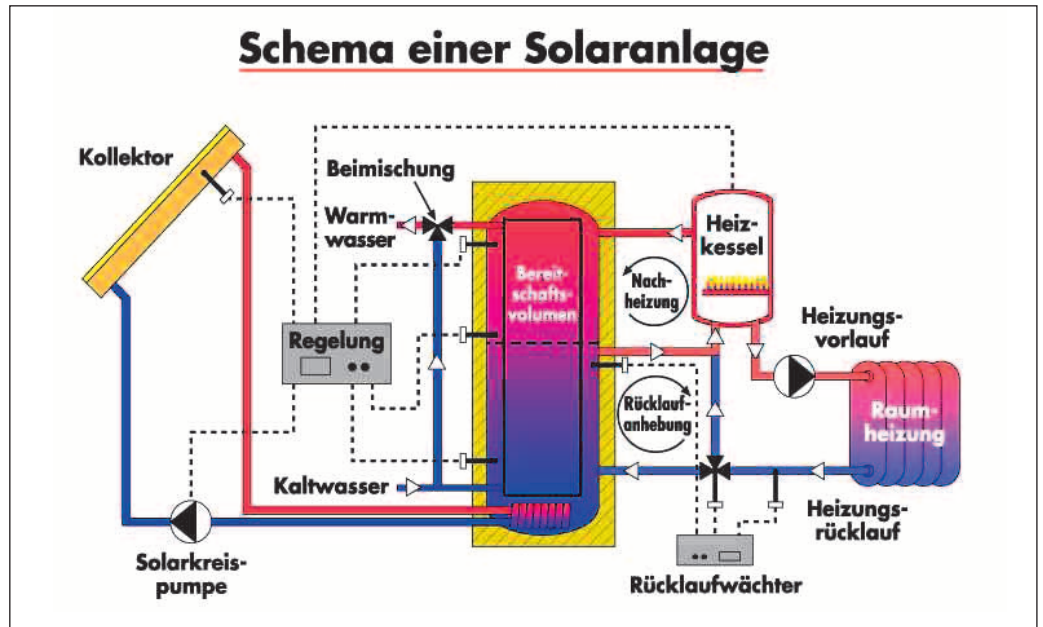 Schema einer Solaranlage
Kollektor
Beimischung
Warm-
wasser
Heiz-
kessel
Bereit-
schafts-
volumen
Nach-
heizung
Heizungs-
vorlauf
Regelung
Rücklauf-
anhebung
Raum-
heizung
Kaltwasser
Heizungs-
rücklauf
Solarkreis-
pumpe
Rücklaufwächter